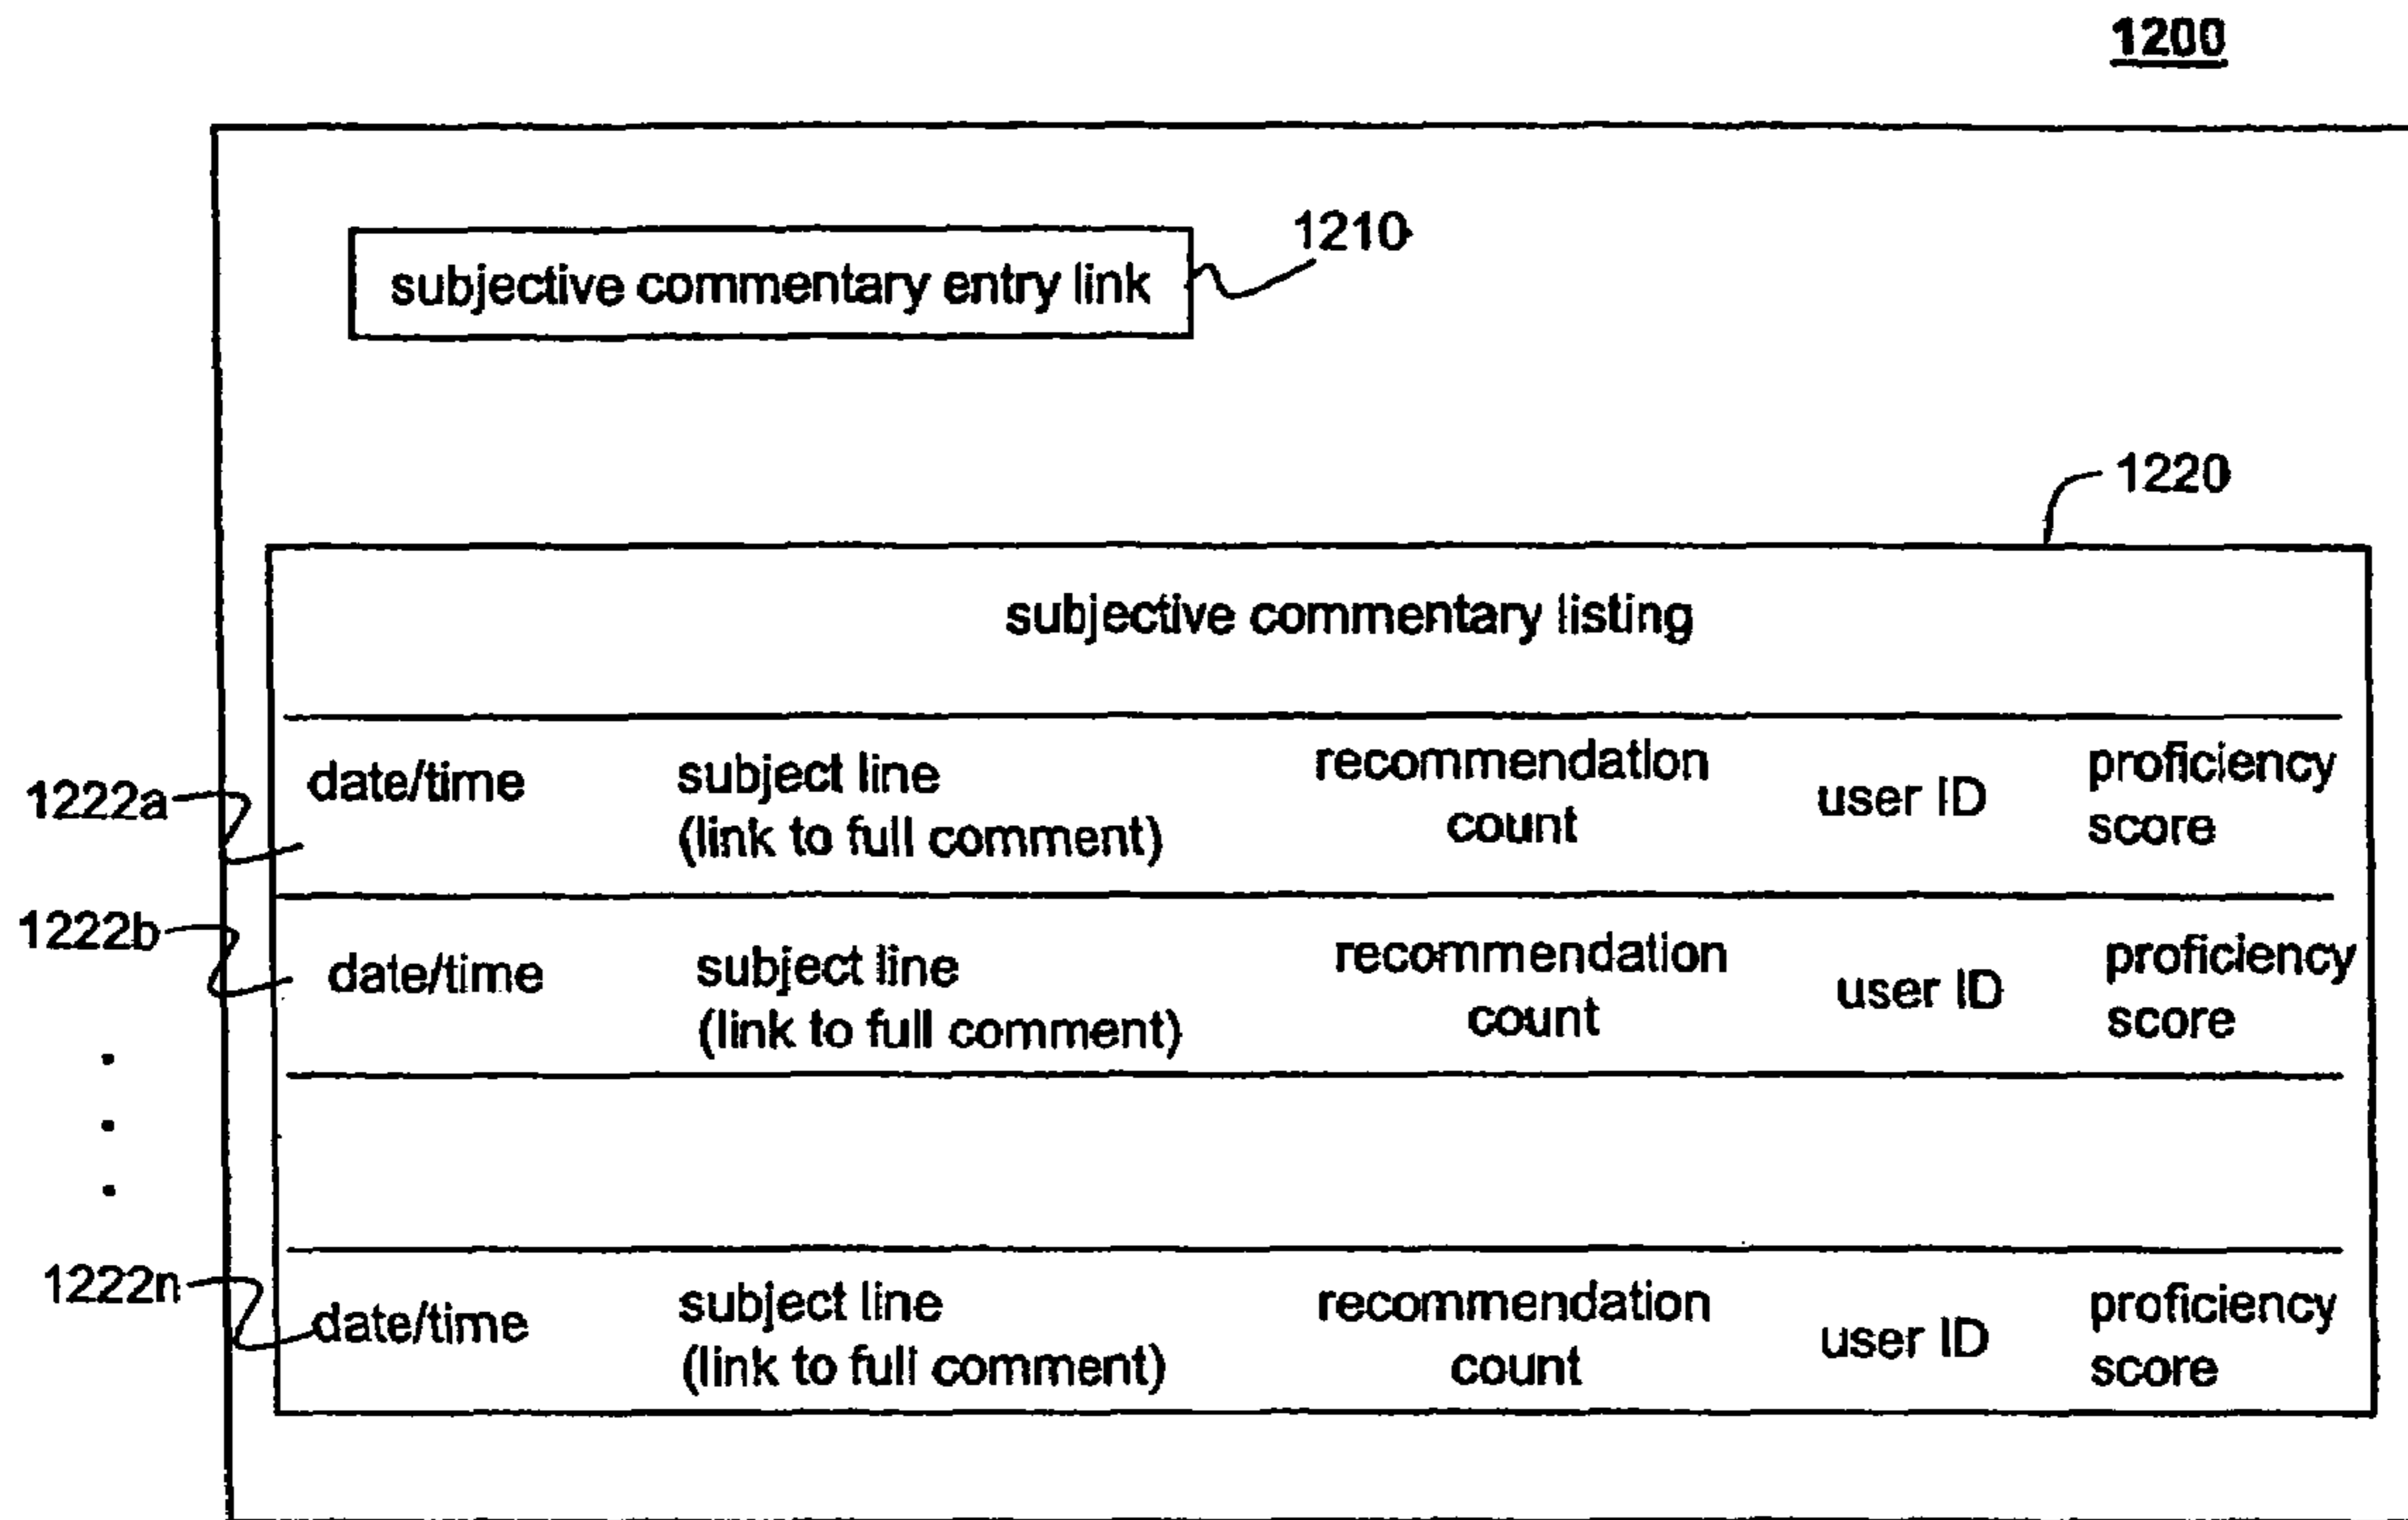 1200
subjective commentary entry link
1210
1220
subjective commentary listing
1222a
date/time
subject line
(link to full comment)
recommendation
count
user ID
proficiency
score
1222b
date/time
subject line
(link to full comment)
recommendation
count
user ID
proficiency
score
1222n
date/time
subject line
(link to full comment)
recommendation
count
user ID
proficiency
score